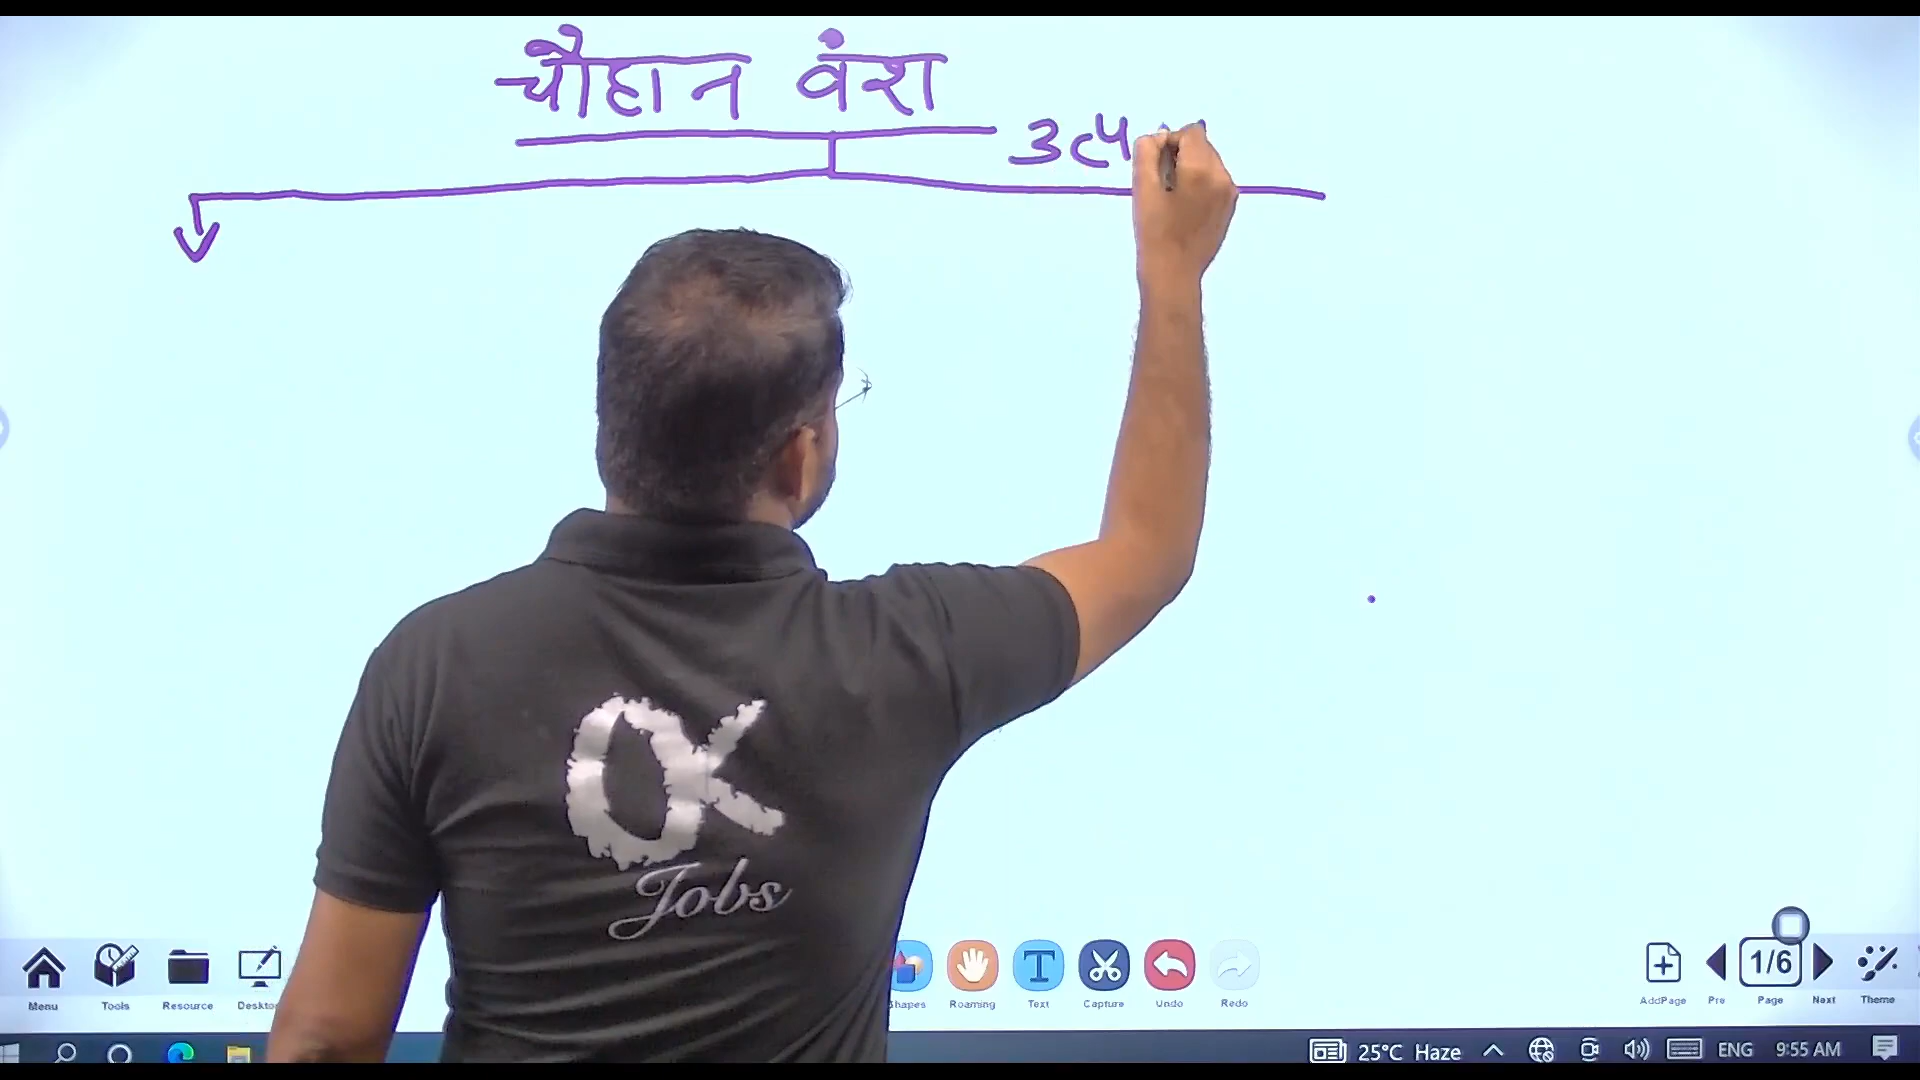 चौहान वंश
OK
Jobs
Menu
Tools
Resource
Shapes
Roaming
Text
Capture
Undo
Redo
AddPage
Pre
1/6
Page
Next
Theme
25°C Haze
ENG
9:55 AM